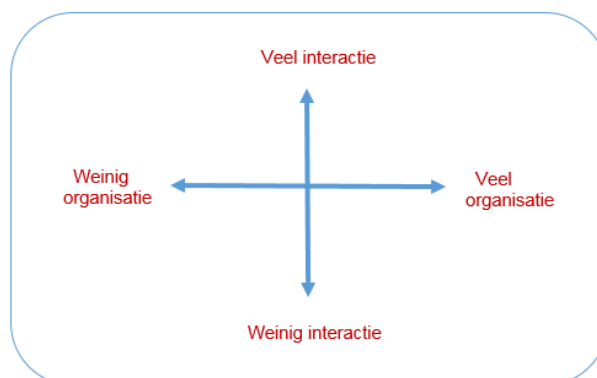 Veel interactie
Weinig
organisatie
Veel
organisatie
Weinig interactie